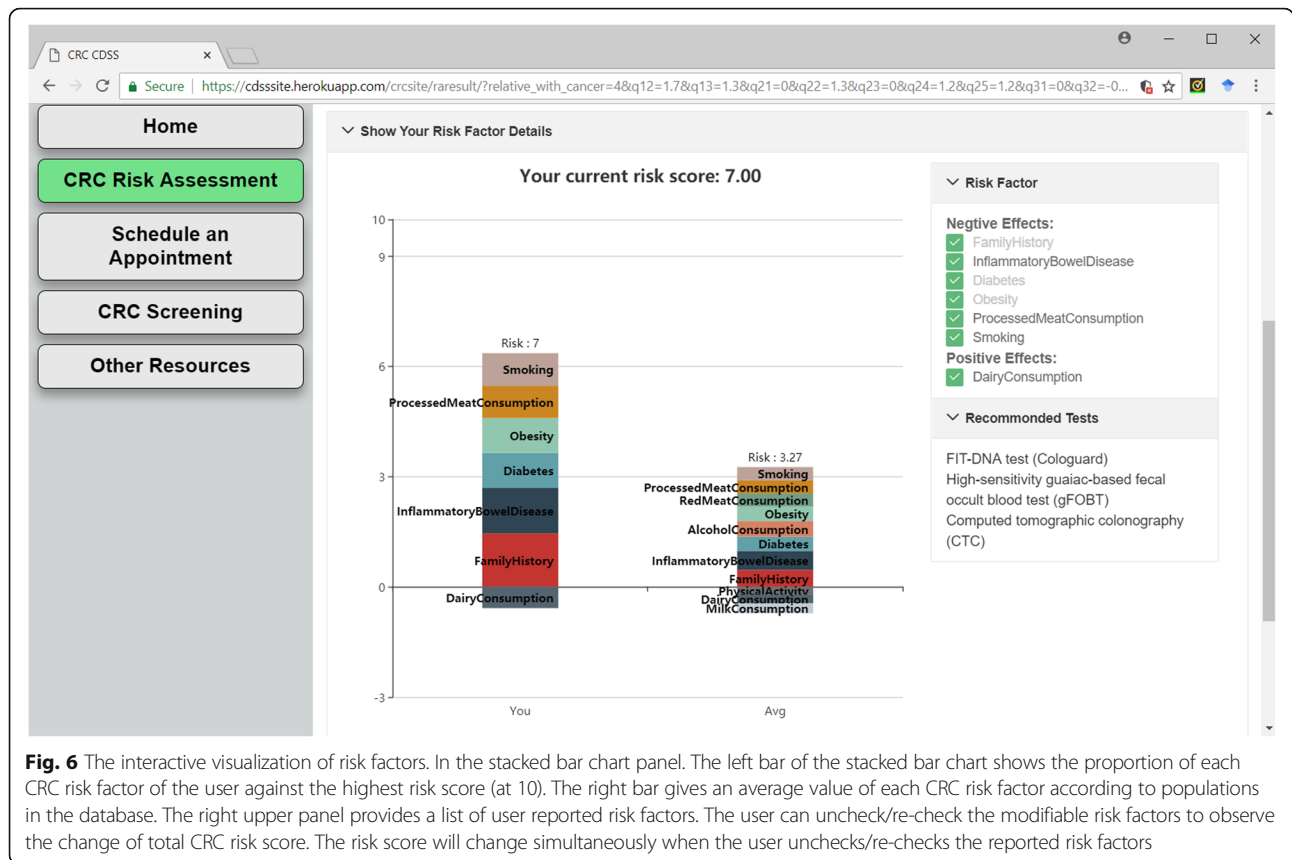 CRC CDSS
Secure | https://cdsssite.herokuapp.com/crcsite/raresult/?relative_with_cancer=4&q12=1.7&q13=1.3&q21=0&q22=1.3&q23=0&q24=1.2&q25=1.2&q31=0&q32=-0...
Home
CRC Risk Assessment
Schedule an
Appointment
CRC Screening
Other Resources
Show Your Risk Factor Details
Your current risk score: 7.00
10
9
6
3
0
-3
Risk : 7
Smoking
ProcessedMeatConsumption
Obesity
Diabetes
InflammatoryBowelDisease
FamilyHistory
DairyConsumption
You
Risk : 3.27
Smoking
ProcessedMeatConsumption
RedMeatConsumption
Obesity
AlcoholConsumption
Diabetes
InflammatoryBowelDisease
FamilyHistory
PhysicalActivity
DairyConsumption
MilkConsumption
Avg
Risk Factor
Negtive Effects:
FamilyHistory
InflammatoryBowelDisease
Diabetes
Obesity
ProcessedMeatConsumption
Smoking
Positive Effects:
DairyConsumption
Recommonded Tests
FIT-DNA test (Cologuard)
High-sensitivity guaiac-based fecal
occult blood test (gFOBT)
Computed tomographic colonography
(CTC)
Fig. 6 The interactive visualization of risk factors. In the stacked bar chart panel. The left bar of the stacked bar chart shows the proportion of each
CRC risk factor of the user against the highest risk score (at 10). The right bar gives an average value of each CRC risk factor according to populations
in the database. The right upper panel provides a list of user reported risk factors. The user can uncheck/re-check the modifiable risk factors to observe
the change of total CRC risk score. The risk score will change simultaneously when the user unchecks/re-checks the reported risk factors